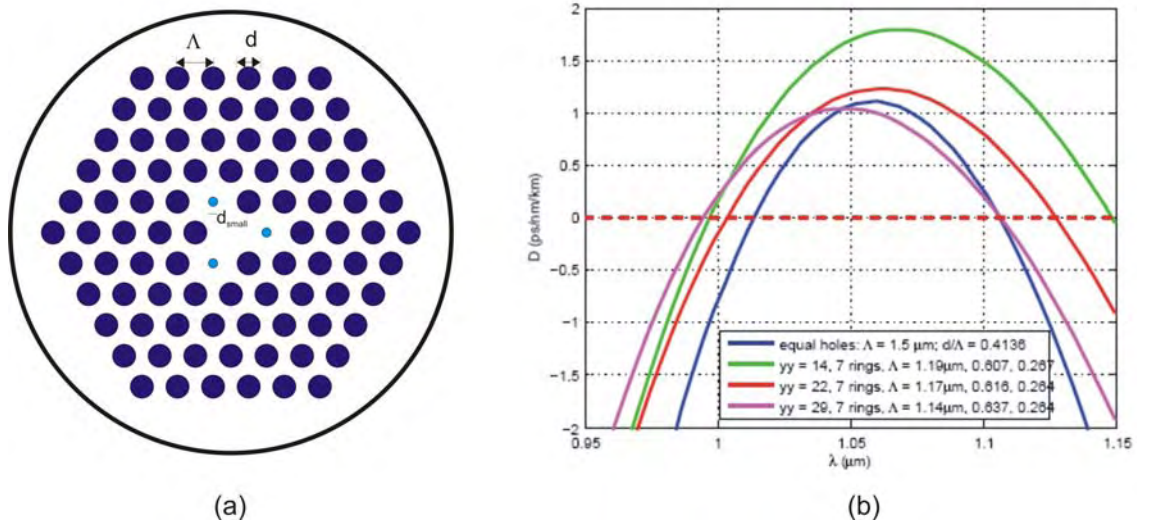 Λ
d
d small
(a)
2
1.5
1
0.5
0
−0.5
−1
−1.5
−2
D (ps/nm/km)
equal holes: Λ = 1.5 μm; d/Λ = 0.4136
yy = 14, 7 rings, Λ = 1.19μm, 0.607, 0.267
yy = 22, 7 rings, Λ = 1.17μm, 0.616, 0.264
yy = 29, 7 rings, Λ = 1.14μm, 0.637, 0.264
0.95 1 1.05 1.1 1.15
λ (μm)
(b)